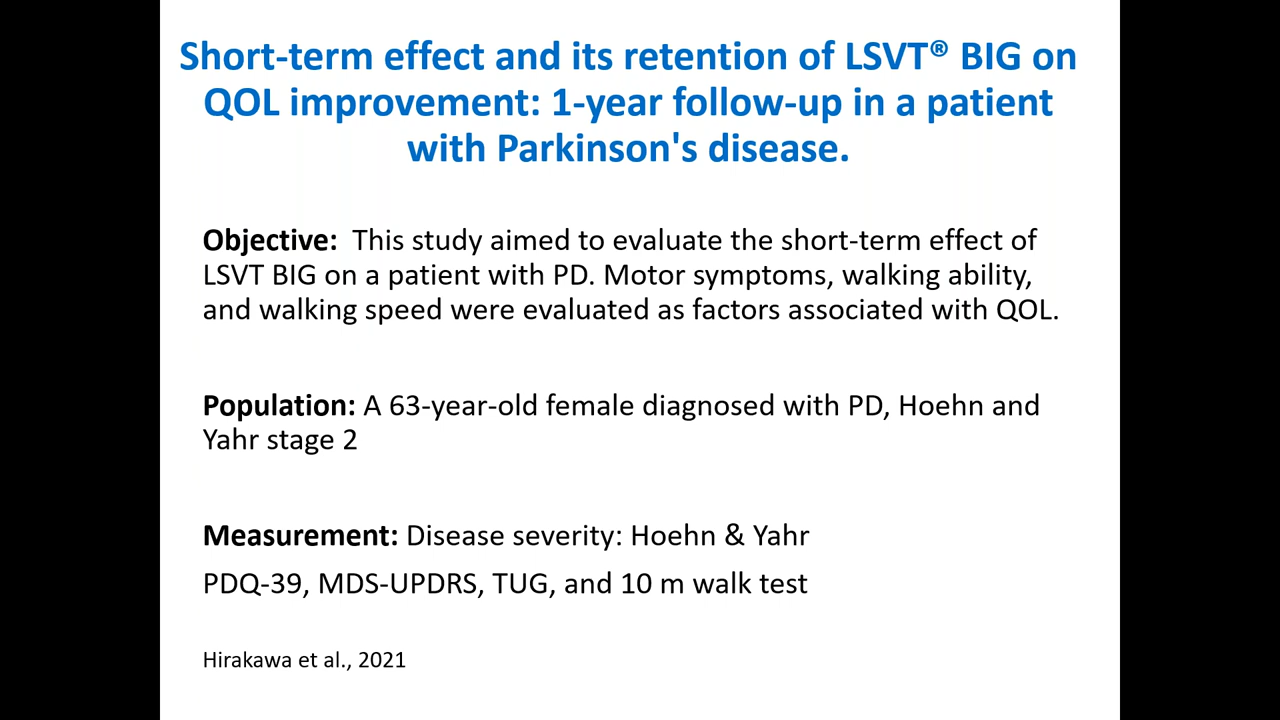 Short-term effect and its retention of LSVT® BIG on
QOL improvement: 1-year follow-up in a patient
with Parkinson's disease.
Objective: This study aimed to evaluate the short-term effect of
LSVT BIG on a patient with PD. Motor symptoms, walking ability,
and walking speed were evaluated as factors associated with QOL.
Population: A 63-year-old female diagnosed with PD, Hoehn and
Yahr stage 2
Measurement: Disease severity: Hoehn & Yahr
PDQ-39, MDS-UPDRS, TUG, and 10 m walk test
Hirakawa et al., 2021